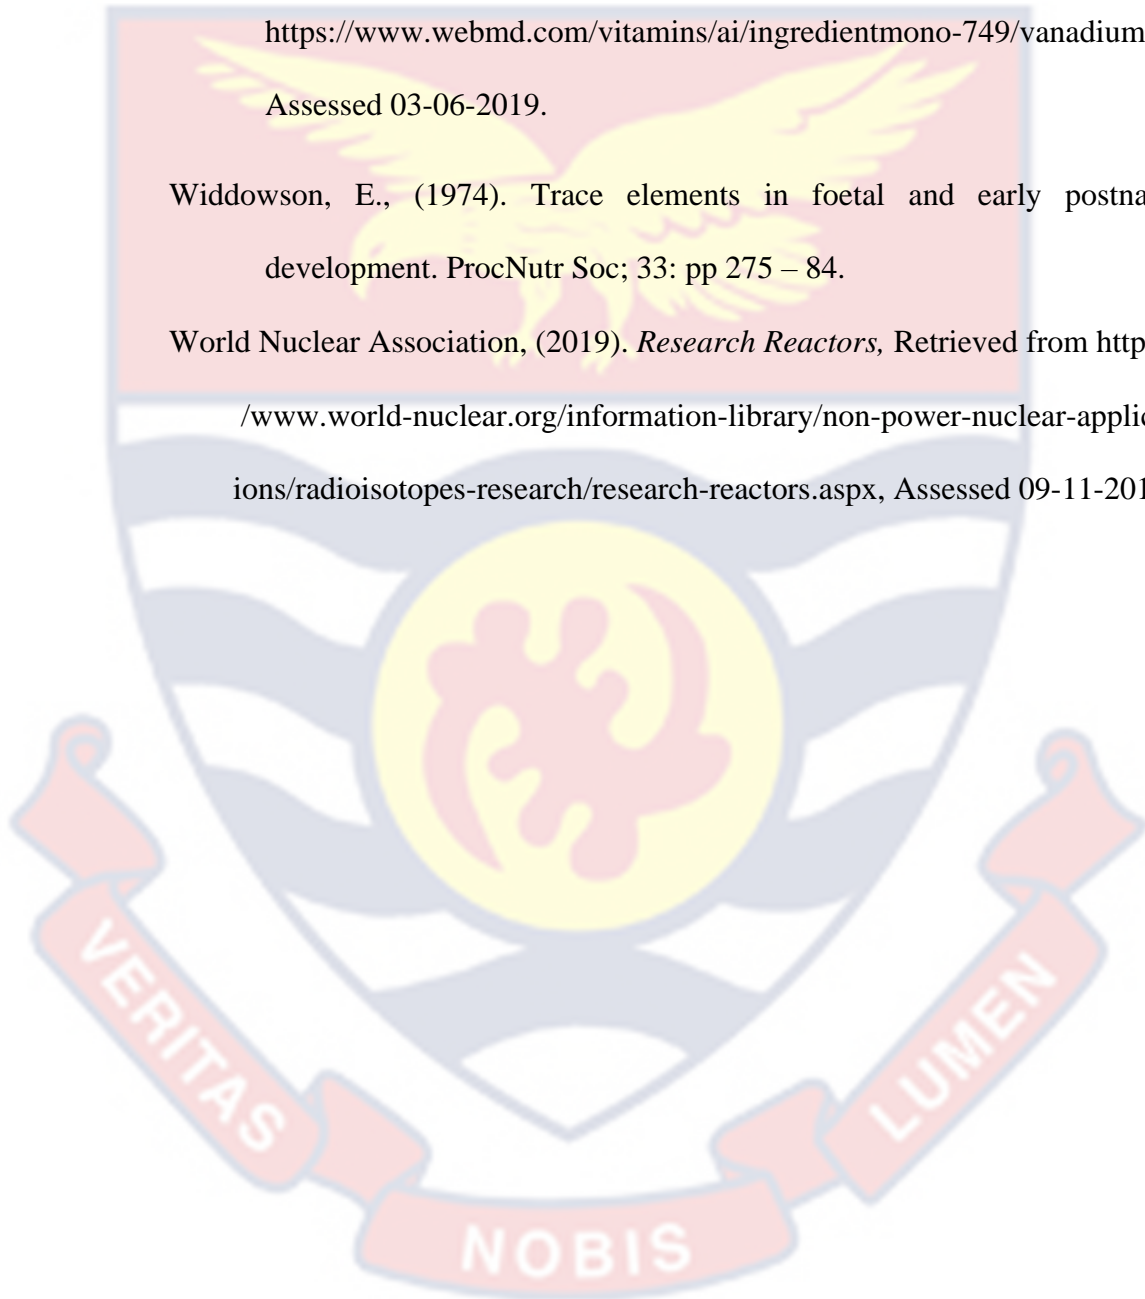 https://www.webmd.com/vitamins/ai/ingredientmono-749/vanadium
Assessed 03-06-2019.
Widdowson, E., (1974). Trace elements in foetal and early postna
development. ProcNutr Soc; 33: pp 275 – 84.
World Nuclear Association, (2019). Research Reactors, Retrieved from http
/www.world-nuclear.org/information-library/non-power-nuclear-applic
ions/radioisotopes-research/research-reactors.aspx, Assessed 09-11-201
VERITAS
NOBIS
LUMEN